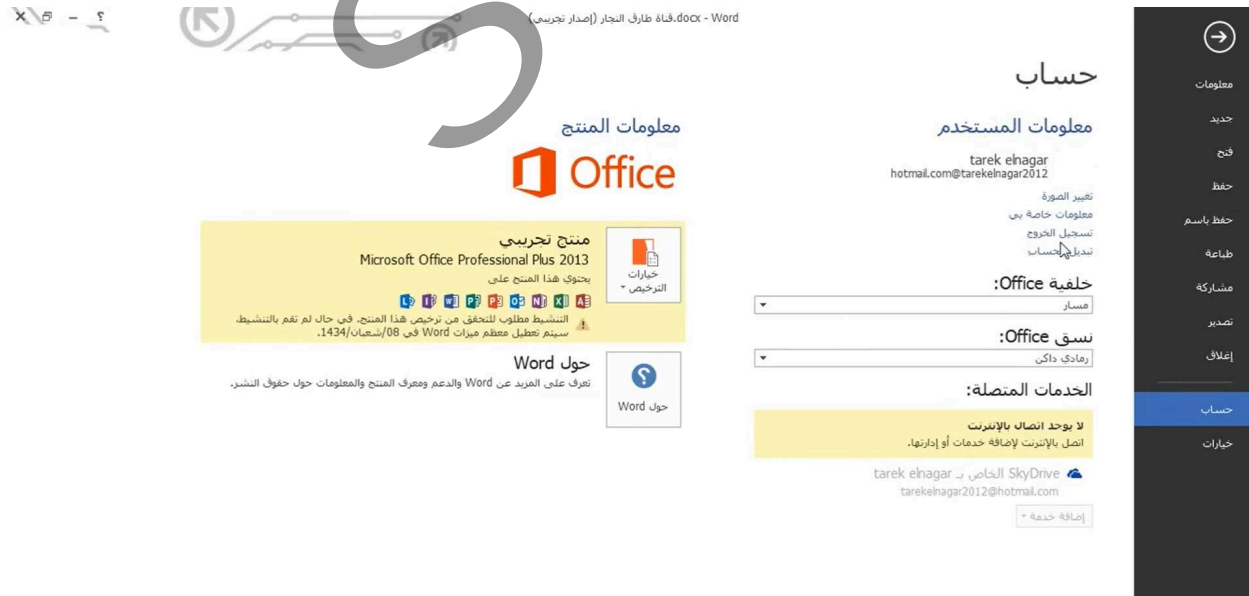 قناة طارق النجار (إصدار تجريبي).docx - Word
معلومات
جديد
فتح
حفظ
حفظ باسم
طباعة
مشاركة
تصدير
إغلاق
حساب
خيارات
حساب
معلومات المستخدم
tarek elnagar
hotmail.com@tarekelnagar2012
تغيير الصورة
معلومات خاصة بي
تسجيل الخروج
تبديل الحساب
خلفية Office:
مسار
نسق Office:
رمادي داكن
الخدمات المتصلة:
لا يوجد اتصال بالإنترنت
اتصل بالإنترنت لإضافة خدمات أو إدارتها.
SkyDrive الخاص بـ tarek elnagar
tarekelnagar2012@hotmail.com
إضافة خدمة
معلومات المنتج
Office
خيارات
الترخيص
منتج تجريبي
Microsoft Office Professional Plus 2013
يحتوي هذا المنتج على
التنشيط مطلوب للتحقق من ترخيص هذا المنتج. في حال لم تقم بالتنشيط،
سيتم تعطيل معظم ميزات Word في 08/شعبان/1434.
حول Word
حول Word
تعرف على المزيد عن Word والدعم ومعرف المنتج والمعلومات حول حقوق النشر.